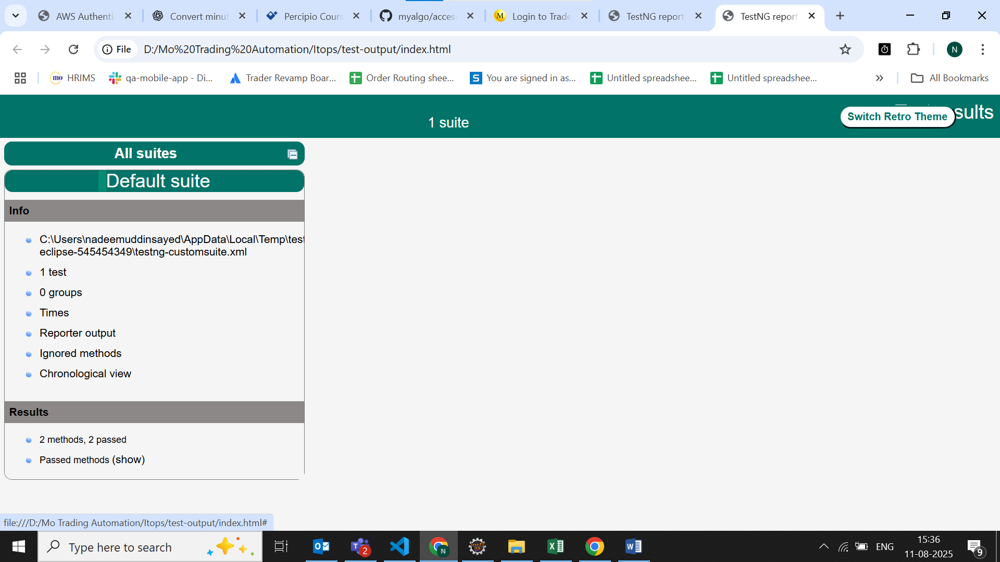 AWS Authenti
Convert minut
Percipio Cours
myalgo/access
Login to Trade
TestNG report
TestNG report
File
D:/Mo%20Trading%20Automation/Itops/test-output/index.html
N
mo HRIMS
qa-mobile-app - Di...
Trader Revamp Boar...
Order Routing shee...
S You are signed in as...
Untitled spreadshee...
Untitled spreadshee...
All Bookmarks
1 suite
Switch Retro Theme
sults
All suites
Default suite
Info
C:\Users\nadeemuddinsayed\AppData\Local\Temp\test
eclipse-545454349\testng-customsuite.xml
1 test
0 groups
Times
Reporter output
Ignored methods
Chronological view
Results
2 methods, 2 passed
Passed methods (show)
file:///D:/Mo Trading Automation/Itops/test-output/index.html#
Type here to search
2
N
ENG
15:36
11-08-2025
9